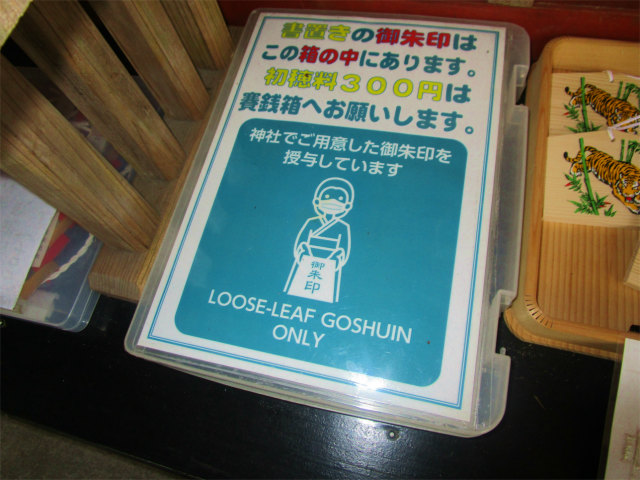 書置きの御朱印は
この箱の中にあります。
初穂料３００円は
賽銭箱へお願いします。
神社でご用意した御朱印を
授与しています
御朱印
LOOSE-LEAF GOSHUIN
ONLY